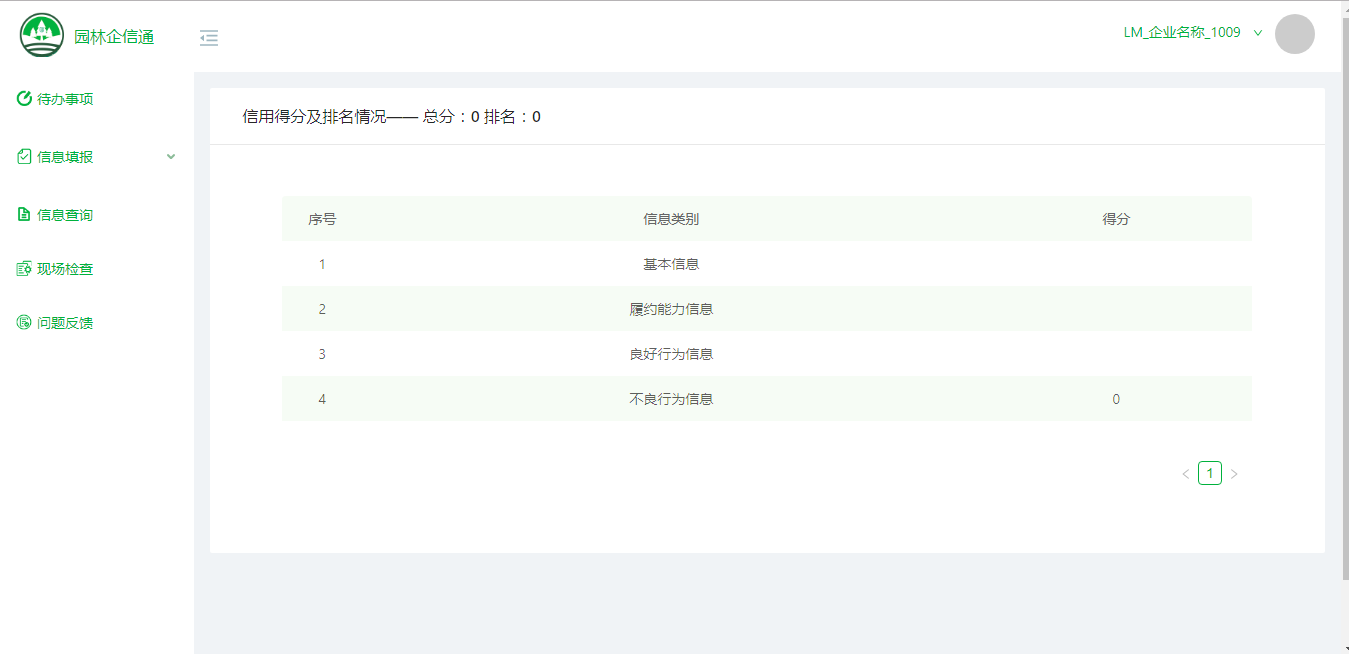 园林企信通
LM_企业名称_1009
待办事项
信息填报
信息查询
现场检查
问题反馈
信用得分及排名情况—— 总分：0 排名：0
序号 信息类别 得分
1 基本信息
2 履约能力信息
3 良好行为信息
4 不良行为信息 0
< 1 >